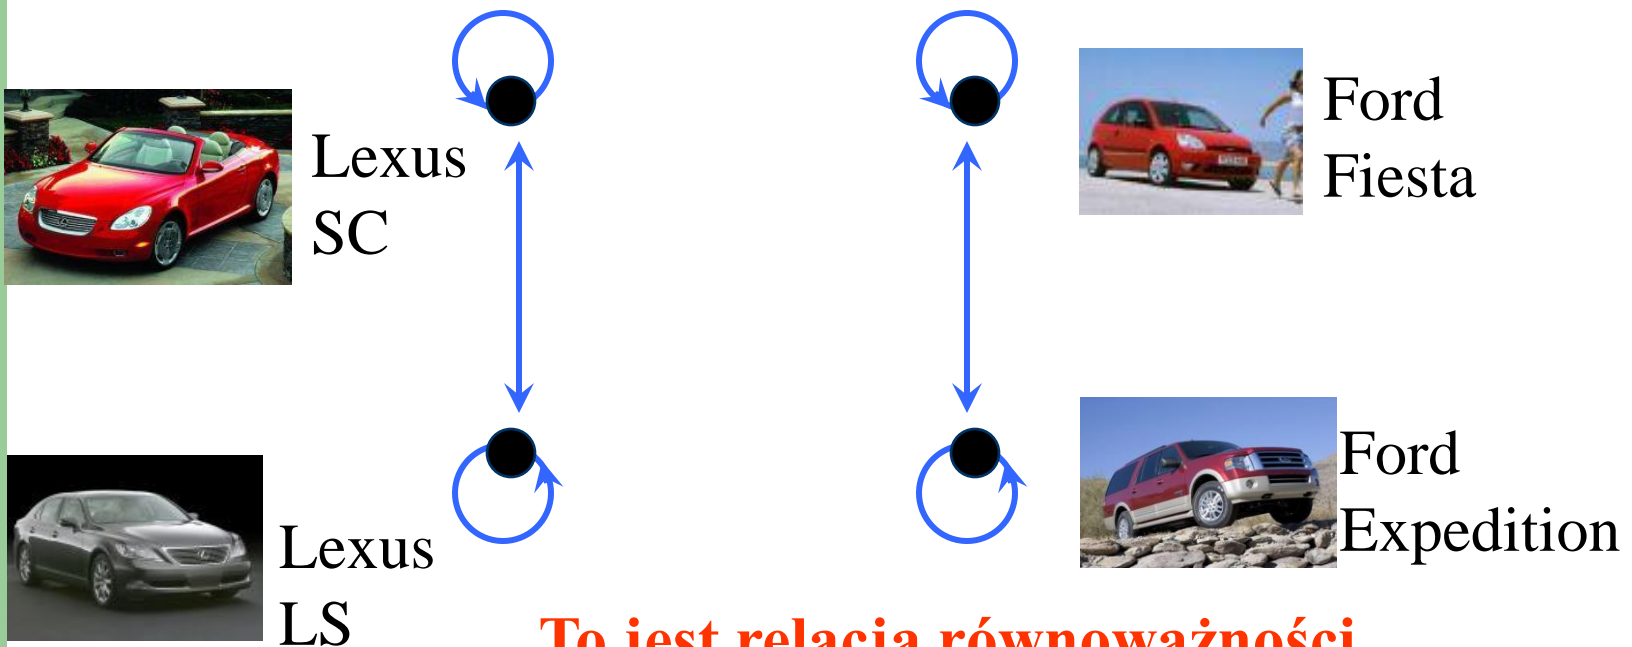 Lexus
SC
Ford
Fiesta
Lexus
LS
Ford
Expedition
To jest relacja równoważności